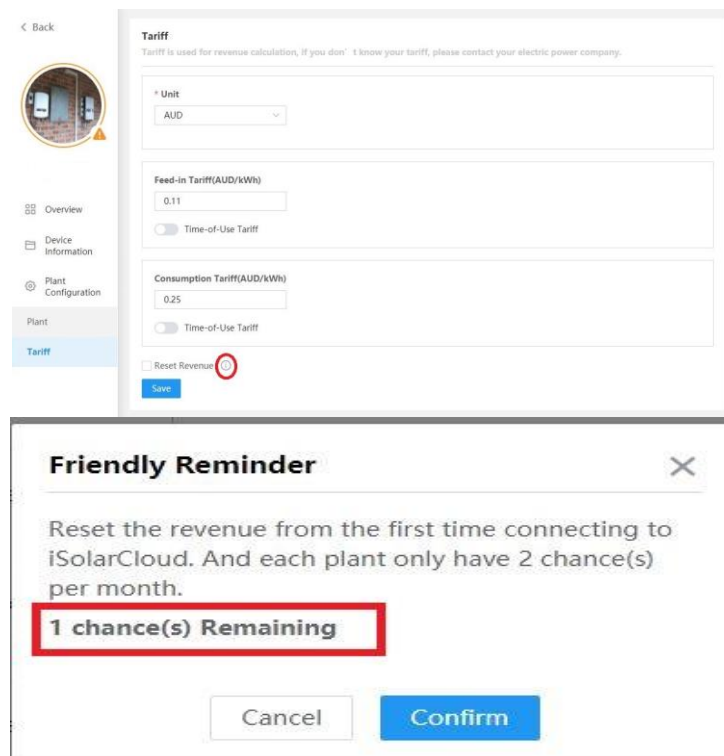 < Back
Tariff
Tariff is used for revenue calculation, if you don't know your tariff, please contact your electric power company.
* Unit
AUD
Feed-in Tariff(AUD/kWh)
0.11
Time-of-Use Tariff
Consumption Tariff(AUD/kWh)
0.25
Time-of-Use Tariff
Reset Revenue
Save
Overview
Device
Information
Plant
Configuration
Plant
Tariff
Friendly Reminder
Reset the revenue from the first time connecting to
iSolarCloud. And each plant only have 2 chance(s)
per month.
1 chance(s) Remaining
Cancel
Confirm